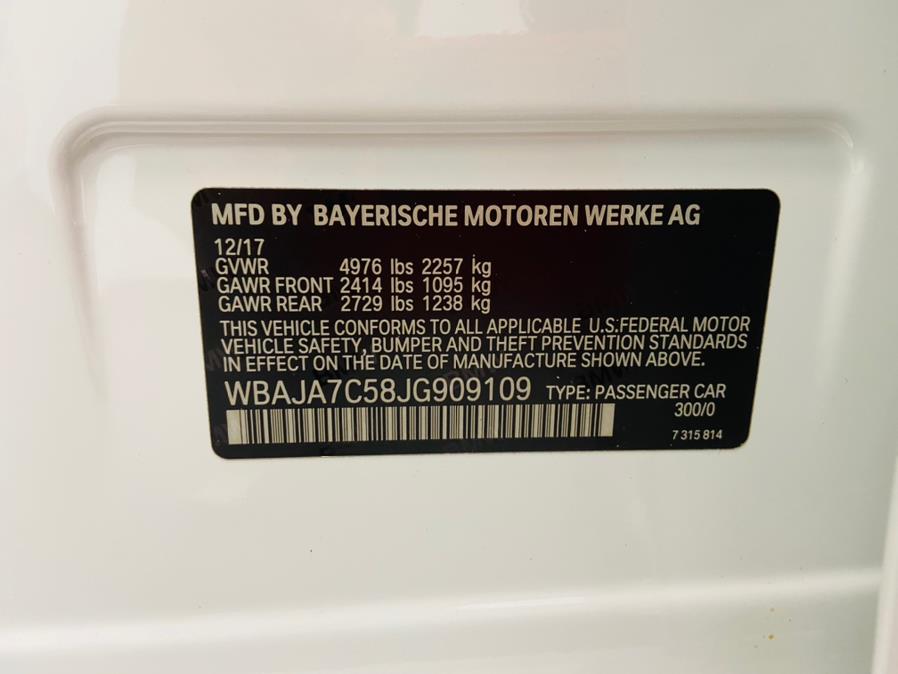 MFD BY BAYERISCHE MOTOREN WERKE AG
12/17
GVWR 4976 lbs 2257 kg
GAWR FRONT 2414 lbs 1095 kg
GAWR REAR 2729 lbs 1238 kg
THIS VEHICLE CONFORMS TO ALL APPLICABLE U.S.FEDERAL MOTOR
VEHICLE SAFETY, BUMPER AND THEFT PREVENTION STANDARDS
IN EFFECT ON THE DATE OF MANUFACTURE SHOWN ABOVE.
WBAJA7C58JG909109 TYPE: PASSENGER CAR
300/0
7 315 814